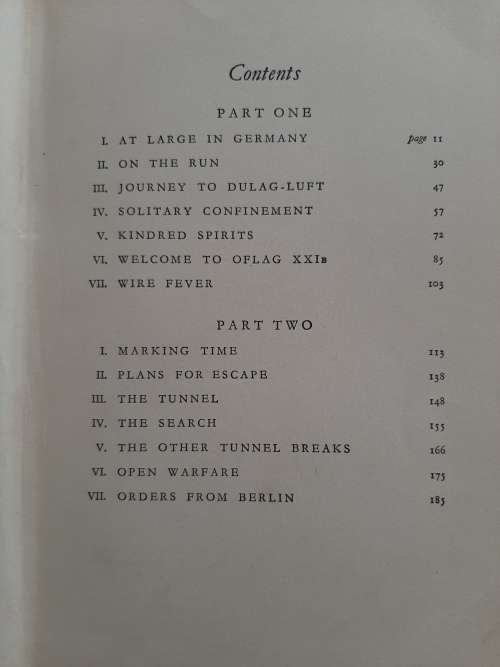 Contents
PART ONE
I. AT LARGE IN GERMANY page 11
II. ON THE RUN 30
III. JOURNEY TO DULAG-LUFT 47
IV. SOLITARY CONFINEMENT 57
V. KINDRED SPIRITS 72
VI. WELCOME TO OFLAG XXIB 85
VII. WIRE FEVER 103
PART TWO
I. MARKING TIME 113
II. PLANS FOR ESCAPE 138
III. THE TUNNEL 148
IV. THE SEARCH 155
V. THE OTHER TUNNEL BREAKS 166
VI. OPEN WARFARE 175
VII. ORDERS FROM BERLIN 185